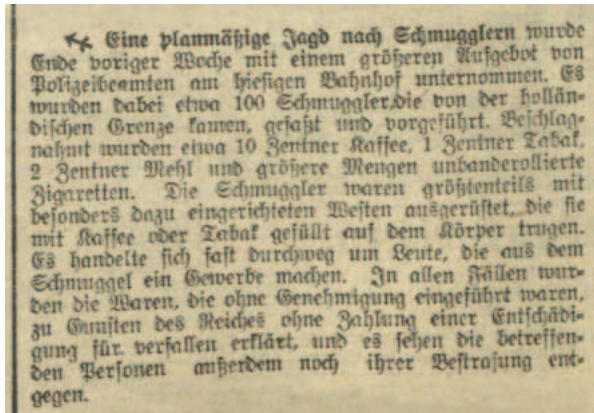 Eine planmäßige Jagd nach Schmugglern wurde
Ende voriger Woche mit einem größeren Aufgebot von
Polizeibeamten am hiesigen Bahnhof unternommen. Es
wurden dabei etwa 100 Schmuggler, die von der hollän-
dischen Grenze kamen, gefaßt und vorgeführt. Beschlag-
nahmt wurden etwa 10 Zentner Kaffee, 1 Zentner Tabak,
2 Zentner Mehl und größere Mengen unbanderollierte
Zigaretten. Die Schmuggler waren größtenteils mit
besonders dazu eingerichteten Westen ausgerüstet, die sie
mit Kaffee oder Tabak gefüllt auf dem Körper trugen.
Es handelte sich fast durchweg um Leute, die aus dem
Schmuggel ein Gewerbe machen. In allen Fällen wur-
den die Waren, die ohne Genehmigung eingeführt waren,
zu Gunsten des Reiches ohne Zahlung einer Entschädi-
gung für verfallen erklärt, und es sehen die betreffen-
den Personen außerdem noch ihrer Bestrafung ent-
gegen.